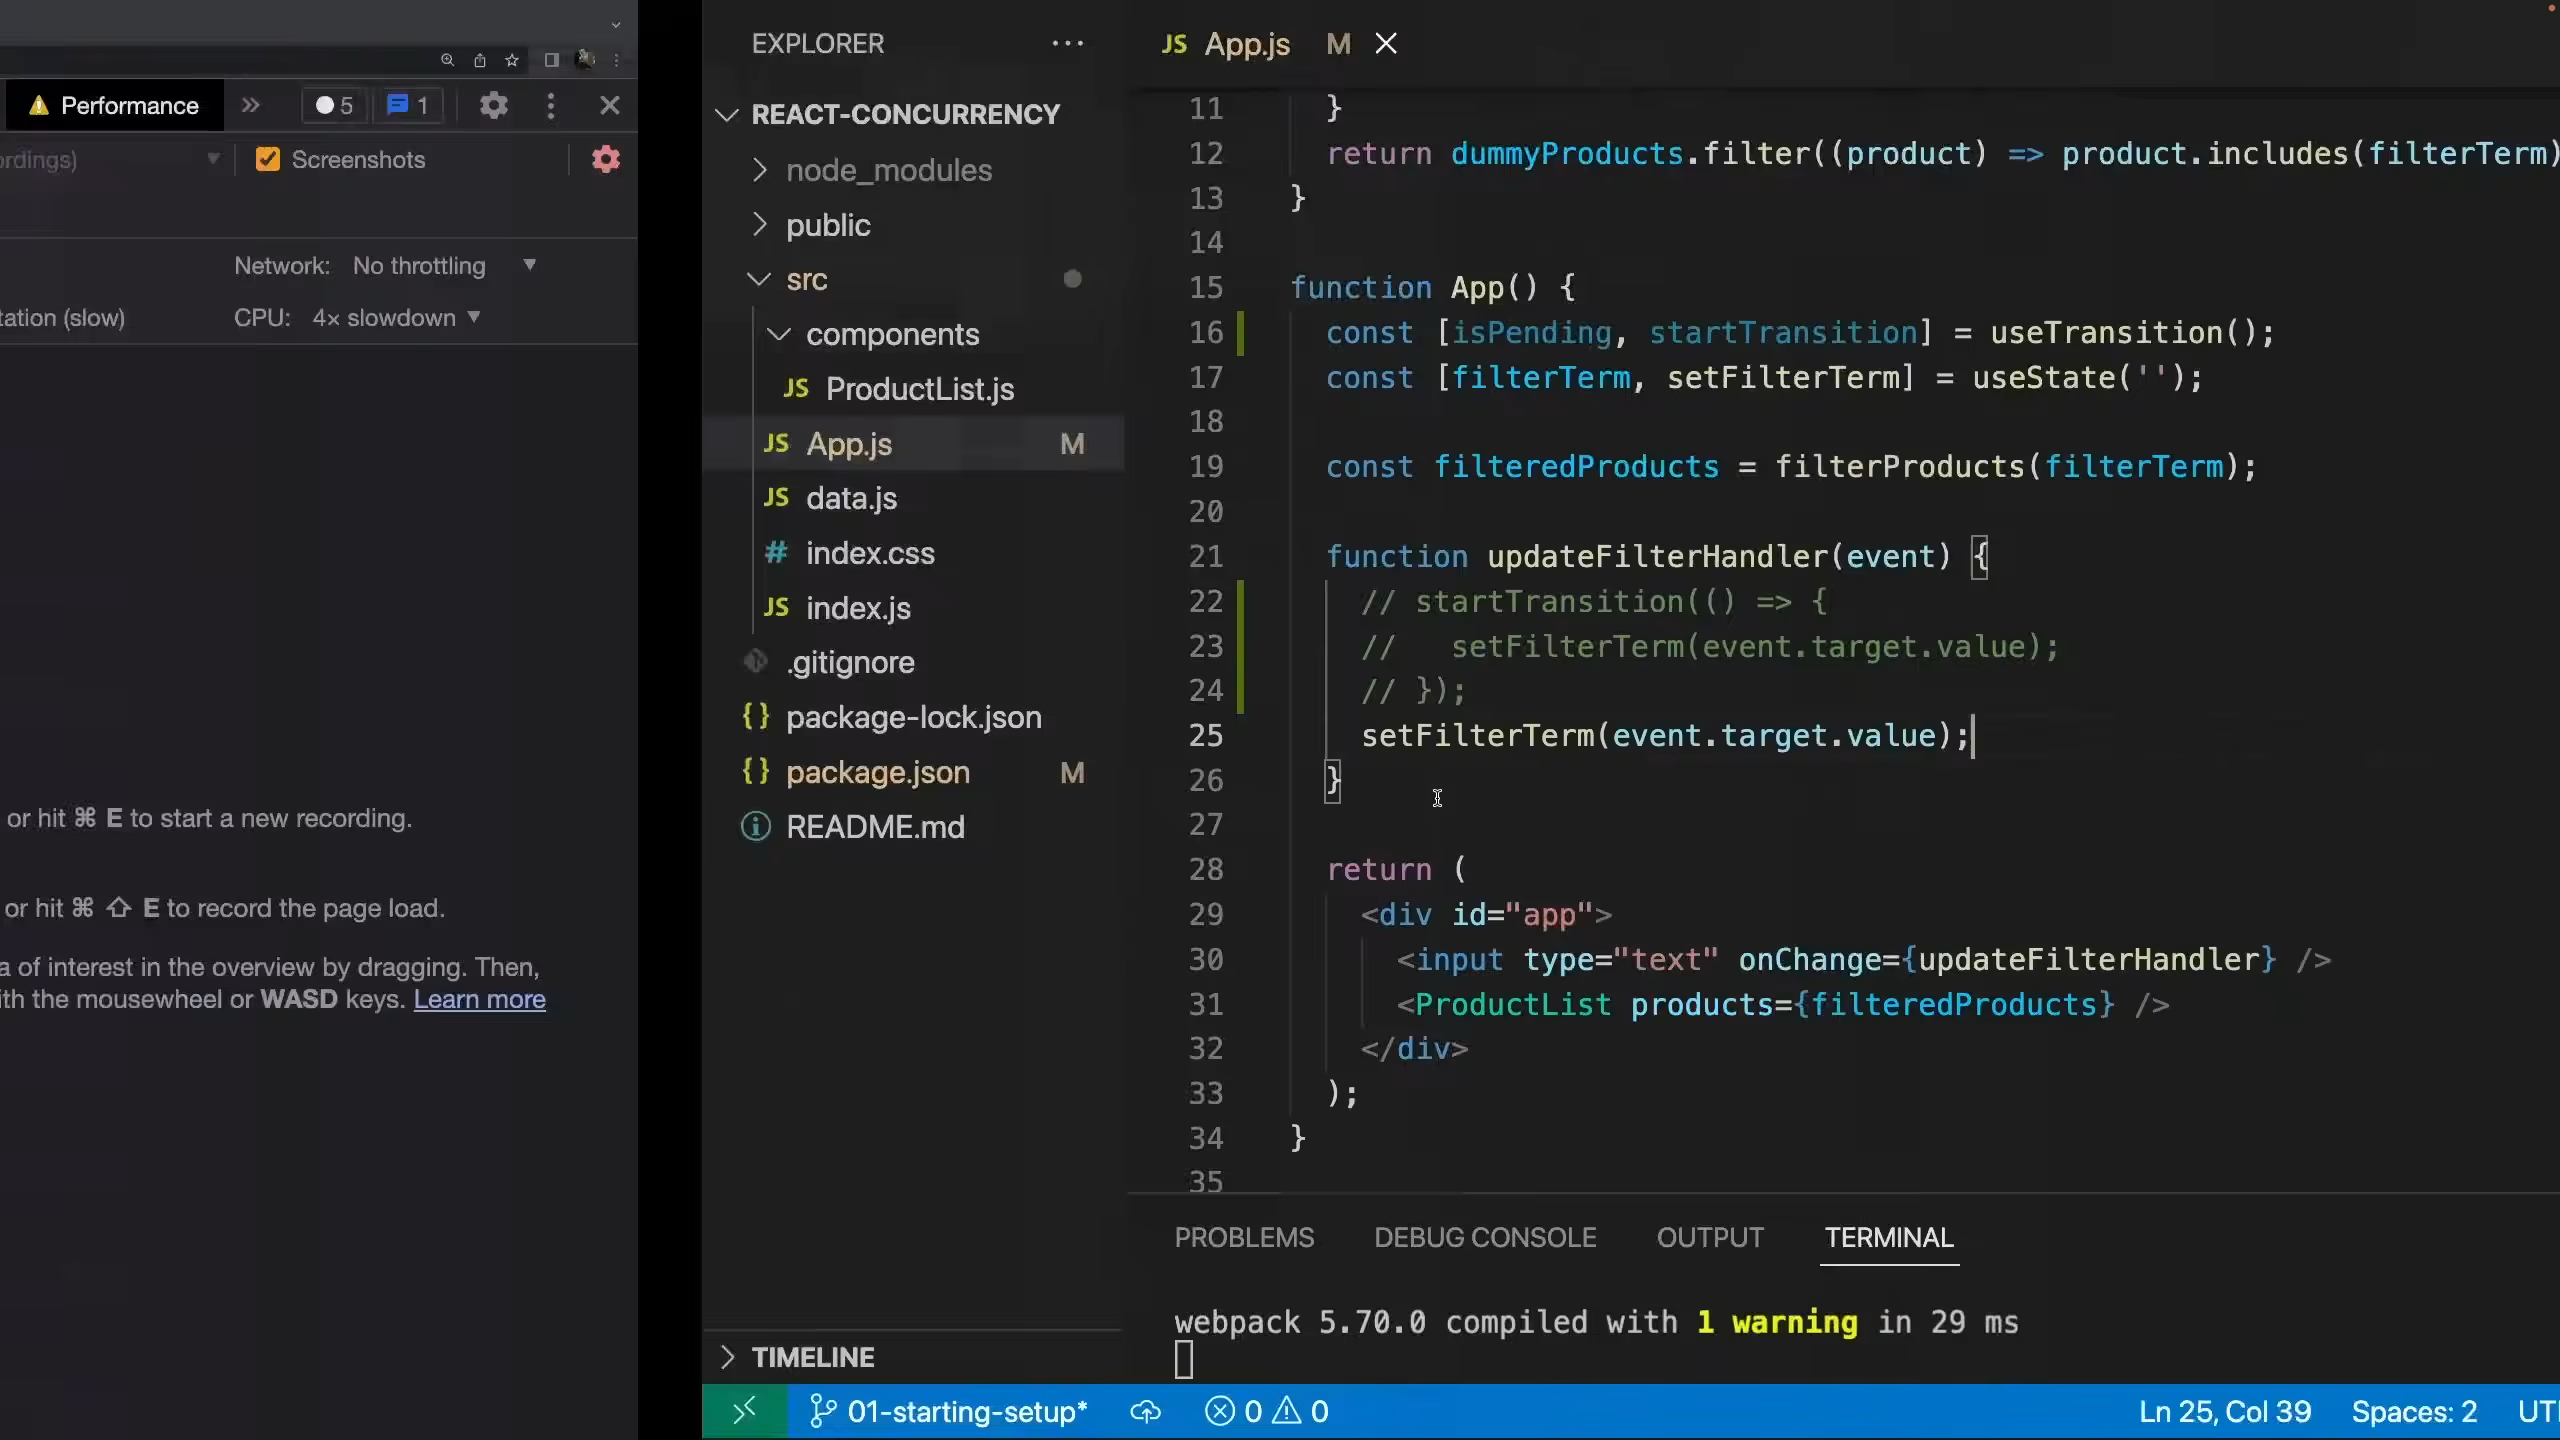 Performance
5
1
ordings)
Screenshots
Network: No throttling
tation (slow)
CPU: 4× slowdown
or hit ⌘ E to start a new recording.
or hit ⌘ ⇧ E to record the page load.
a of interest in the overview by dragging. Then,
ith the mousewheel or WASD keys. Learn more
EXPLORER
REACT-CONCURRENCY
node_modules
public
src
components
JS ProductList.js
JS App.js M
JS data.js
# index.css
JS index.js
.gitignore
{} package-lock.json
{} package.json M
README.md
TIMELINE
JS App.js M
11 }
12 return dummyProducts.filter((product) => product.includes(filterTerm)
13 }
14
15 function App() {
16 const [isPending, startTransition] = useTransition();
17 const [filterTerm, setFilterTerm] = useState('');
18
19 const filteredProducts = filterProducts(filterTerm);
20
21 function updateFilterHandler(event) {
22 // startTransition(() => {
23 //   setFilterTerm(event.target.value);
24 // });
25 setFilterTerm(event.target.value);
26 }
27
28 return (
29 <div id="app">
30 <input type="text" onChange={updateFilterHandler} />
31 <ProductList products={filteredProducts} />
32 </div>
33 );
34 }
35
PROBLEMS DEBUG CONSOLE OUTPUT TERMINAL
webpack 5.70.0 compiled with 1 warning in 29 ms
01-starting-setup* 0 0 Ln 25, Col 39 Spaces: 2 UT